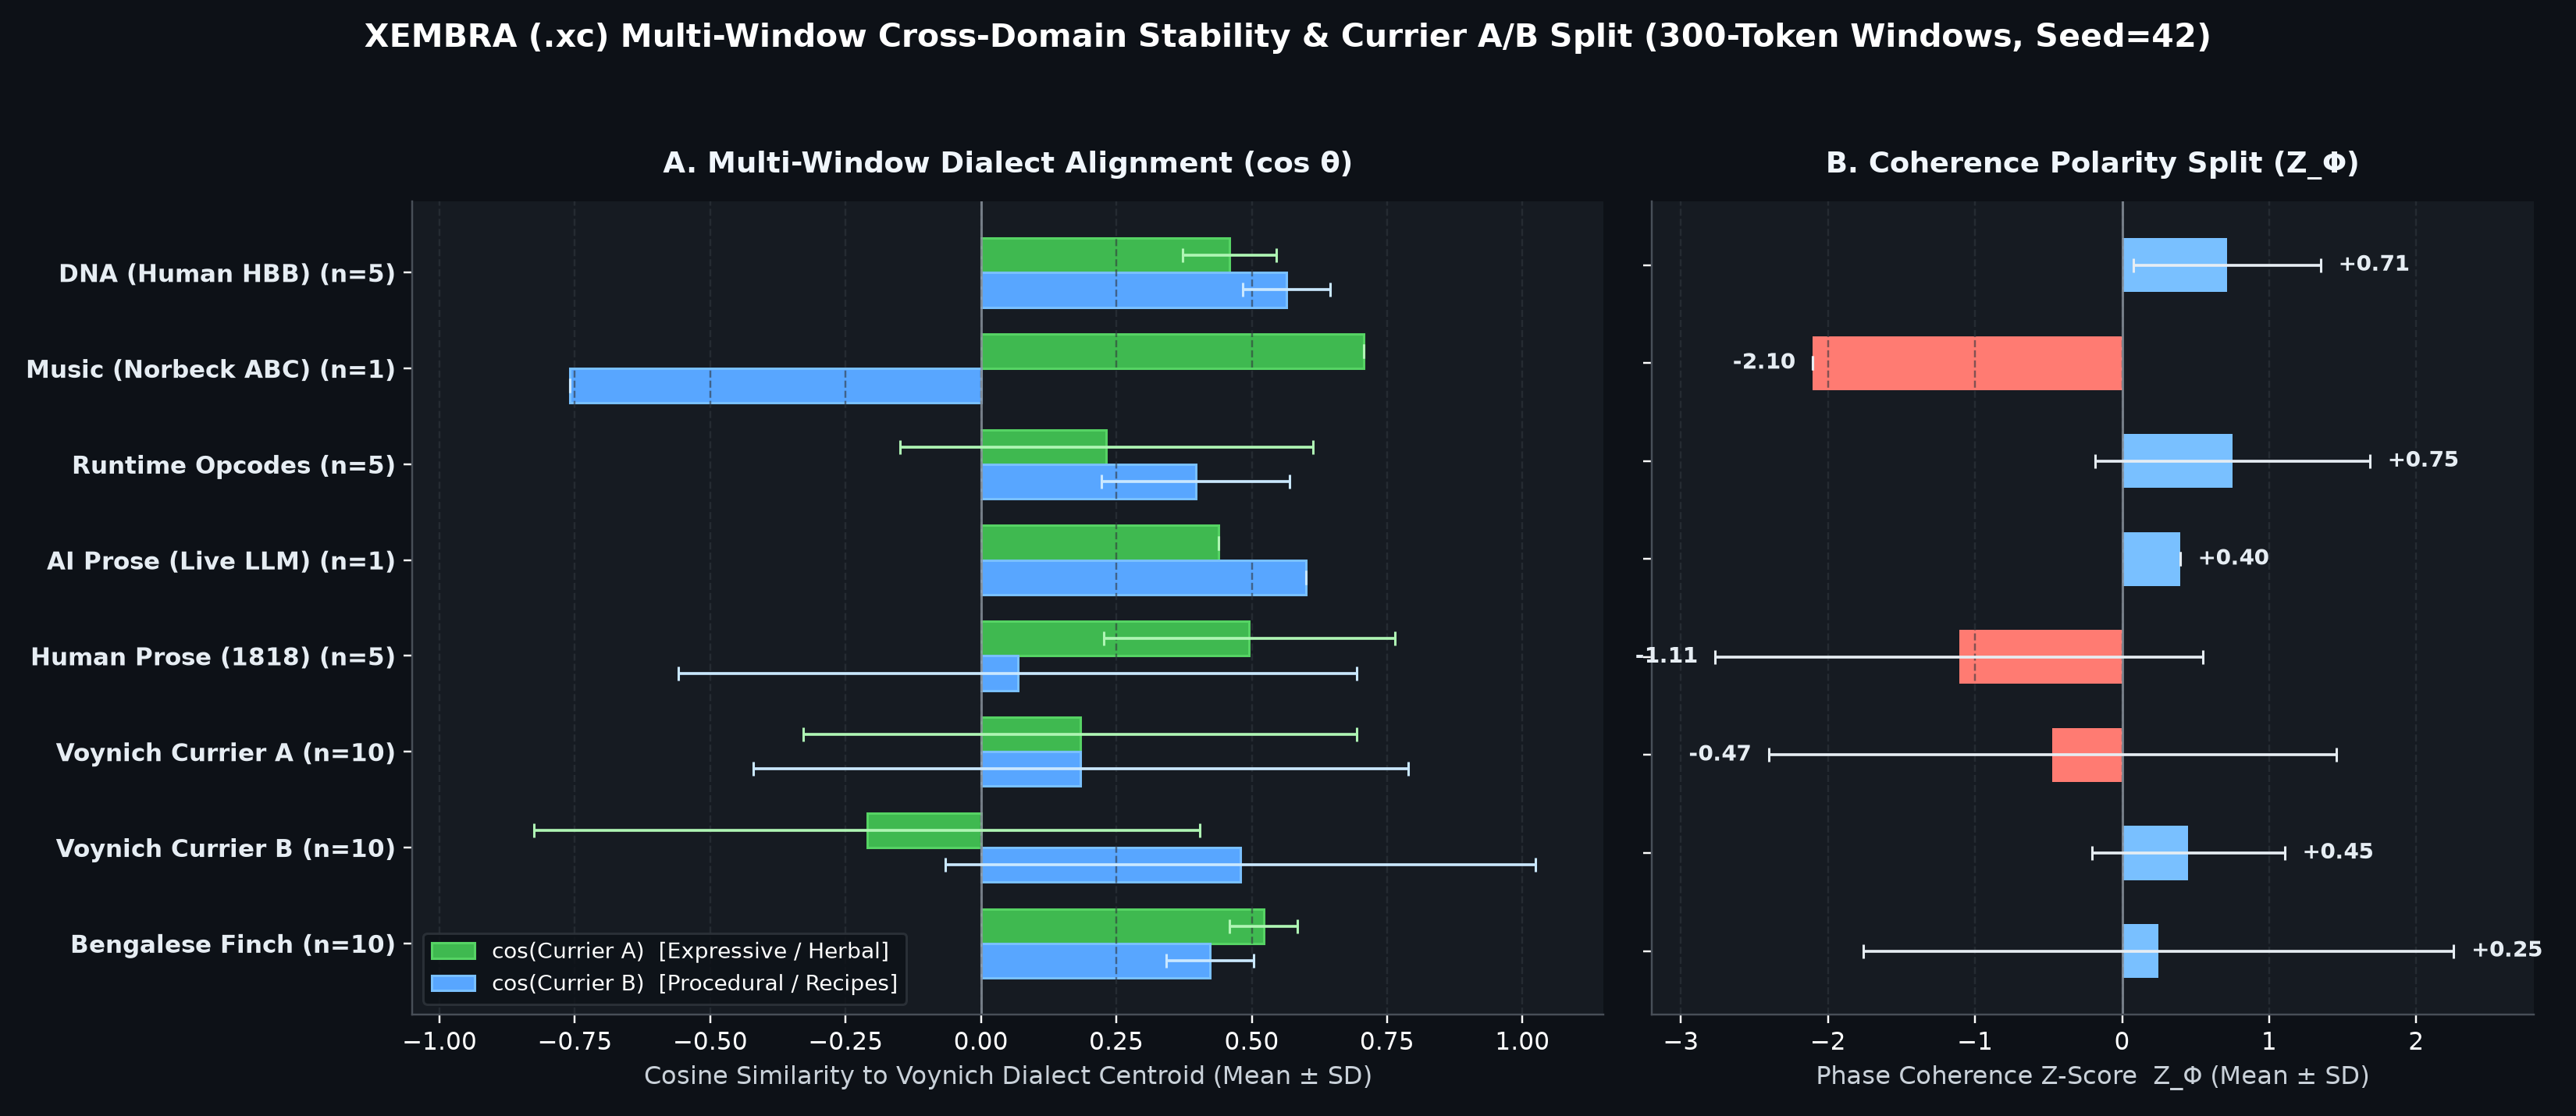 XEMBRA (.xc) Multi-Window Cross-Domain Stability & Currier A/B Split (300-Token Windows, Seed=42)
A. Multi-Window Dialect Alignment (cos θ)
DNA (Human HBB) (n=5)
Music (Norbeck ABC) (n=1)
Runtime Opcodes (n=5)
AI Prose (Live LLM) (n=1)
Human Prose (1818) (n=5)
Voynich Currier A (n=10)
Voynich Currier B (n=10)
Bengalese Finch (n=10)
cos(Currier A) [Expressive / Herbal]
cos(Currier B) [Procedural / Recipes]
−1.00 −0.75 −0.50 −0.25 0.00 0.25 0.50 0.75 1.00
Cosine Similarity to Voynich Dialect Centroid (Mean ± SD)
B. Coherence Polarity Split (Z_Φ)
+0.71
-2.10
+0.75
+0.40
-1.11
-0.47
+0.45
+0.25
−3 −2 −1 0 1 2
Phase Coherence Z-Score Z_Φ (Mean ± SD)